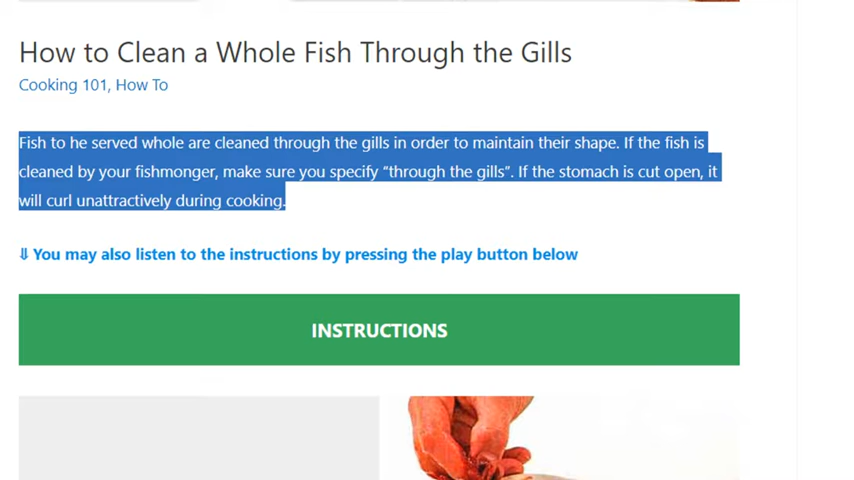 How to Clean a Whole Fish Through the Gills
Cooking 101, How To
Fish to he served whole are cleaned through the gills in order to maintain their shape. If the fish is
cleaned by your fishmonger, make sure you specify “through the gills”. If the stomach is cut open, it
will curl unattractively during cooking.
⇓ You may also listen to the instructions by pressing the play button below
INSTRUCTIONS